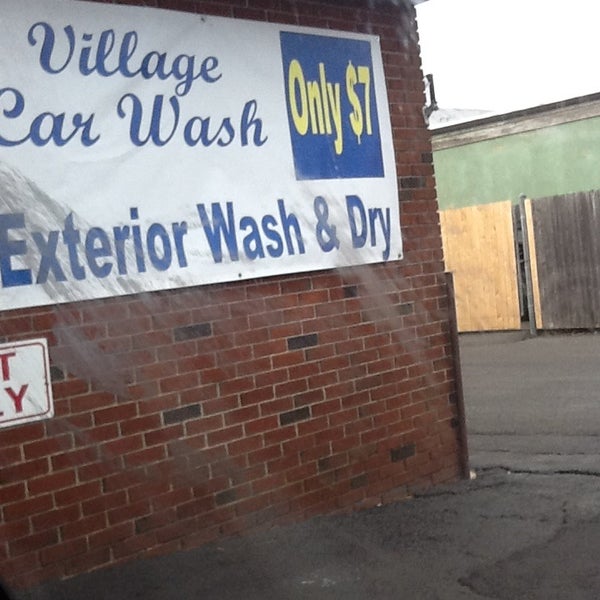 Village
Car Wash
Only $7
Exterior Wash & Dry